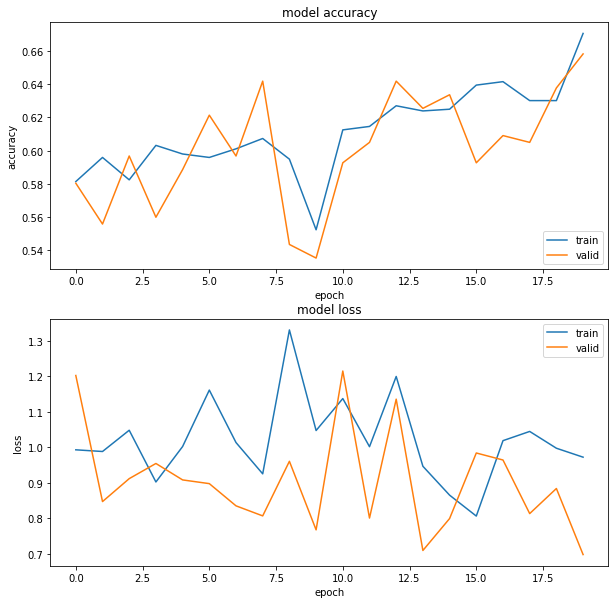 model accuracy
accuracy
0.66
0.64
0.62
0.60
0.58
0.56
0.54
train
valid
0.0 2.5 5.0 7.5 10.0 12.5 15.0 17.5
epoch
model loss
loss
1.3
1.2
1.1
1.0
0.9
0.8
0.7
train
valid
0.0 2.5 5.0 7.5 10.0 12.5 15.0 17.5
epoch